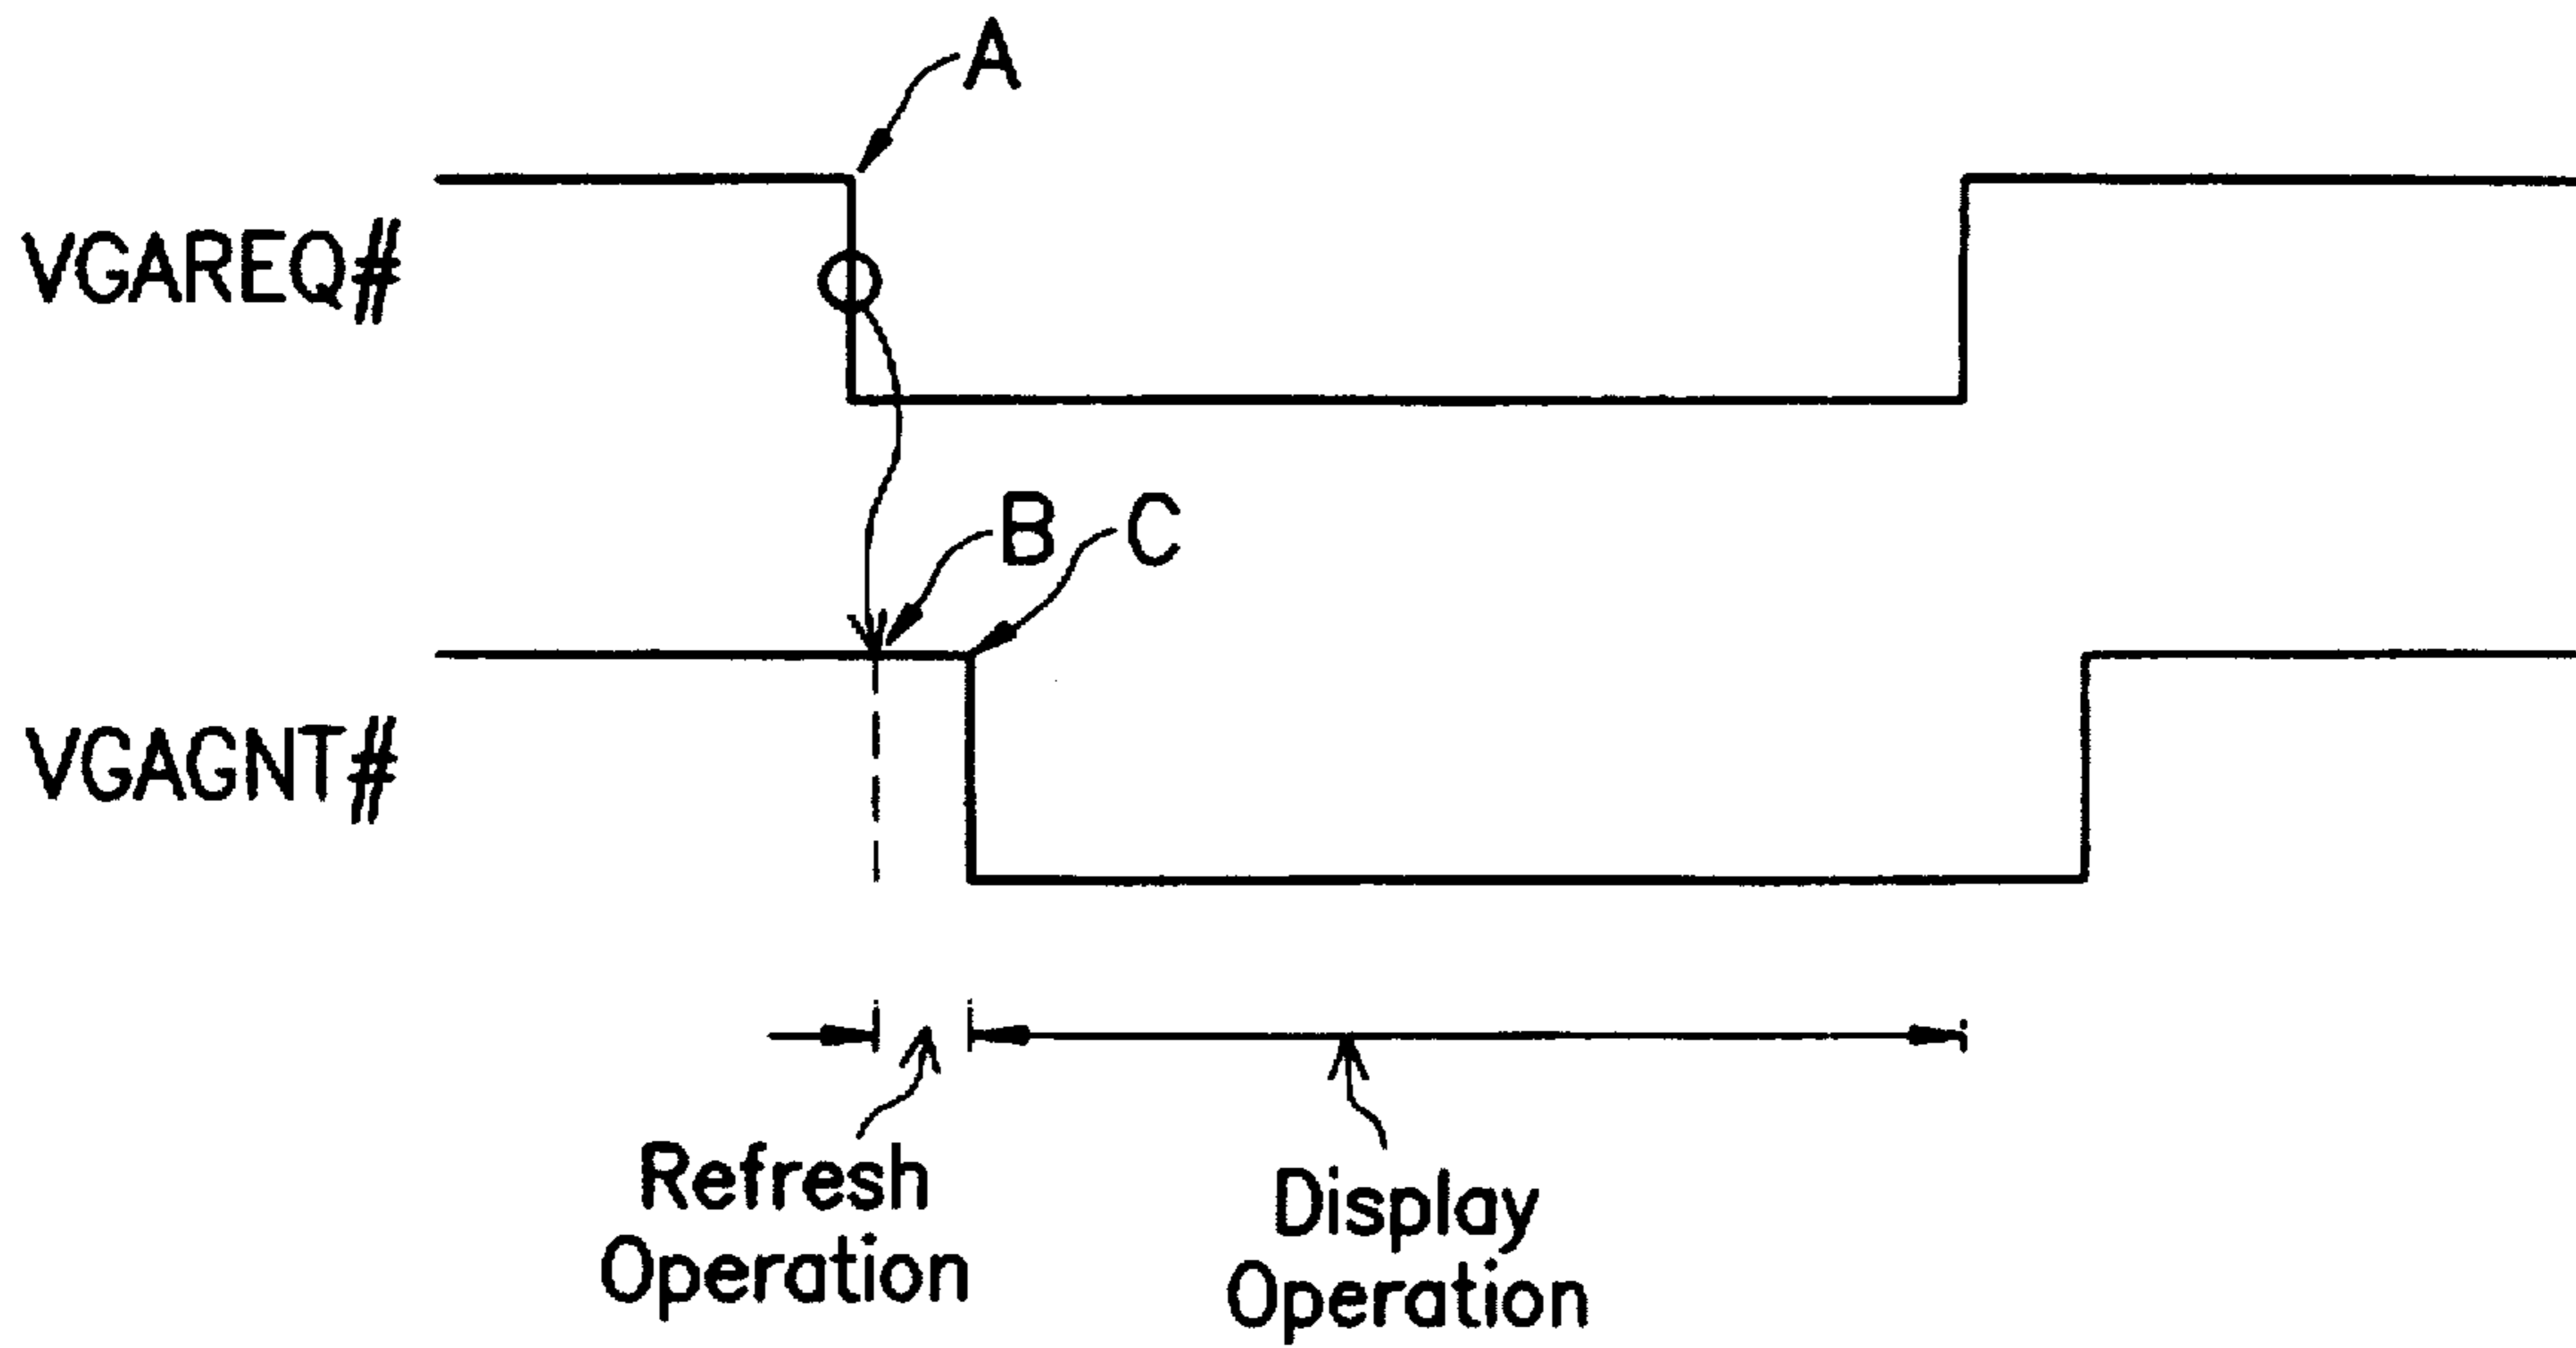 A
VGAREQ#
B
C
VGAGNT#
Refresh
Operation
Display
Operation